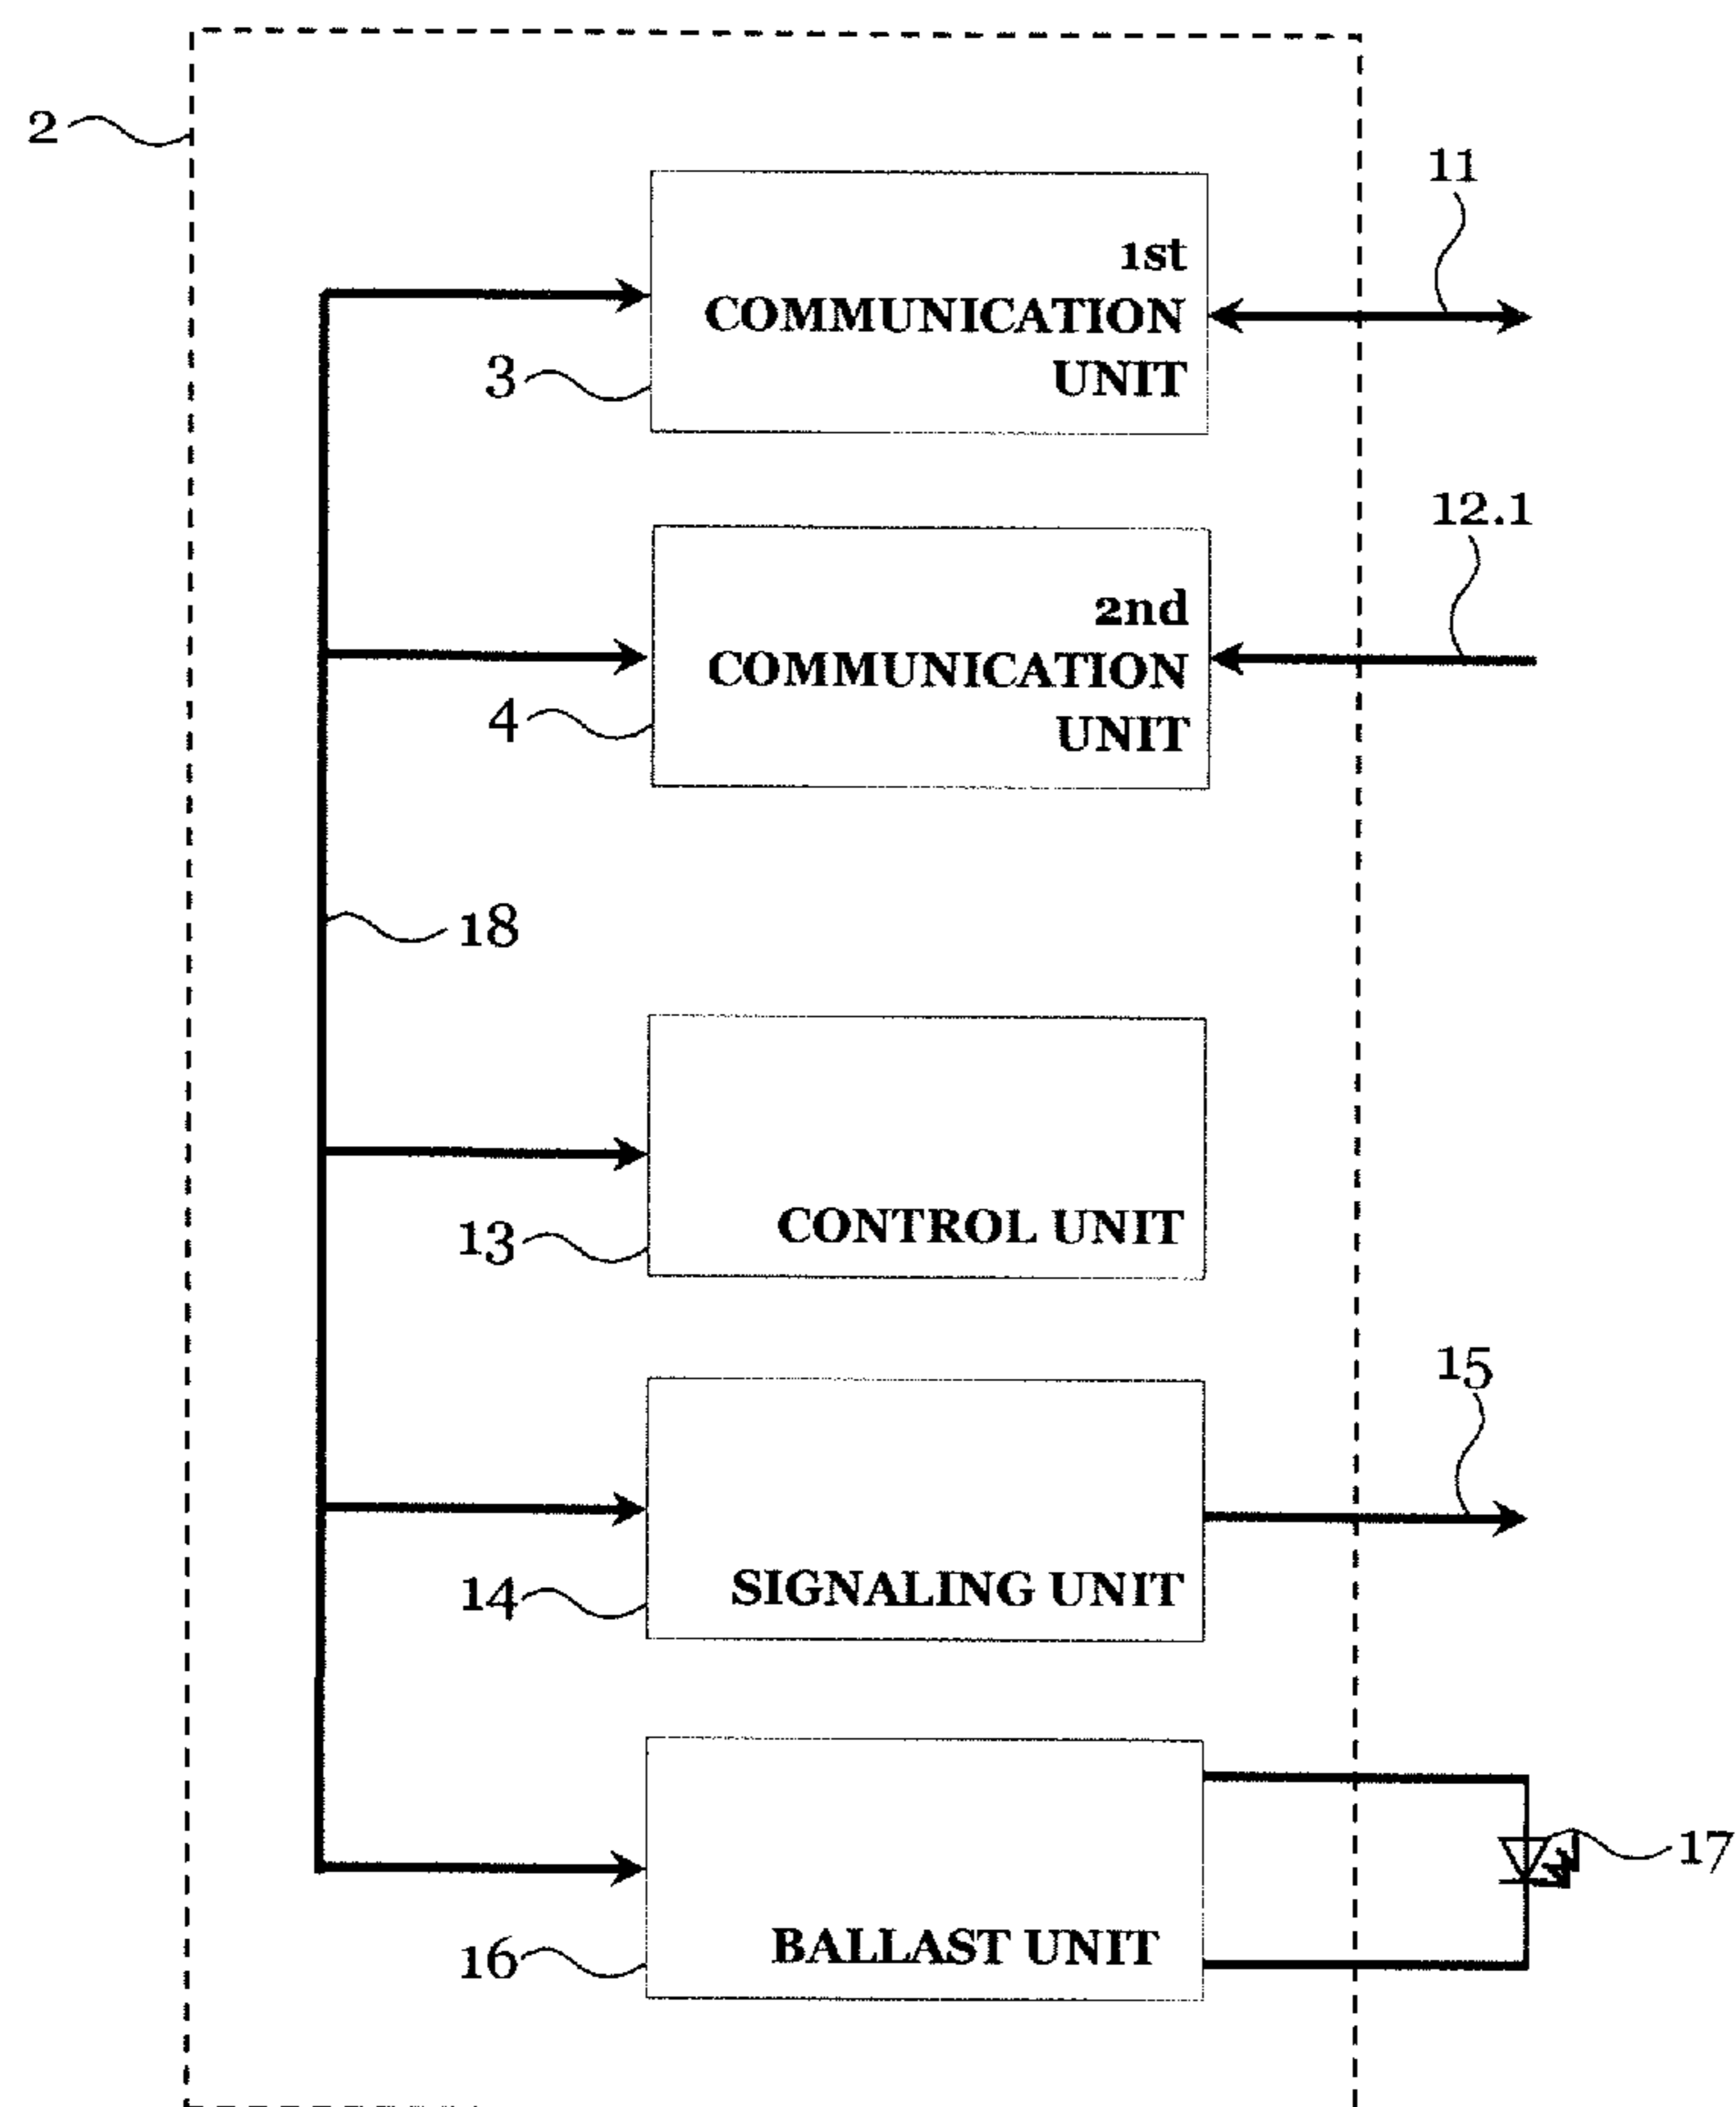 2
11
1st
COMMUNICATION
UNIT
3
12.1
2nd
COMMUNICATION
UNIT
4
18
CONTROL UNIT
13
15
SIGNALING UNIT
14
17
BALLAST UNIT
16